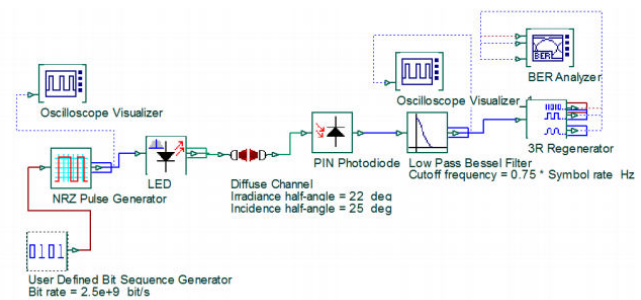 BER
BER Analyzer
Oscilloscope Visualizer
Oscilloscope Visualizer_1
3R Regenerator
PIN Photodiode
Low Pass Bessel Filter
Cutoff frequency = 0.75 * Symbol rate Hz
LED
NRZ Pulse Generator
Diffuse Channel
Irradiance half-angle = 22 deg
Incidence half-angle = 25 deg
0101
User Defined Bit Sequence Generator
Bit rate = 2.5e+9 bit/s